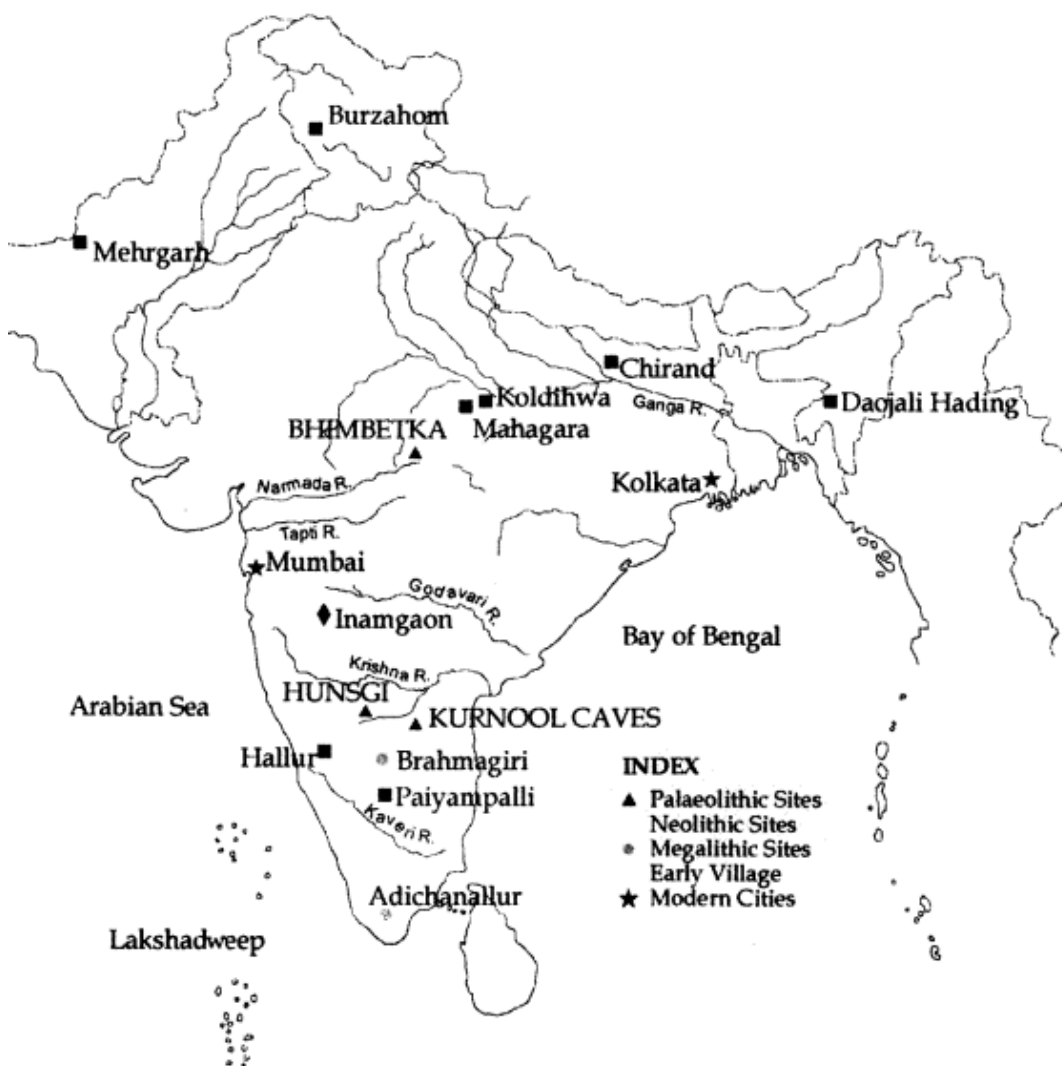 Burzahom
Mehrgarh
Chirand
Koldihwa
Ganga R.
Daojali Hading
Mahagara
BHIMBETKA
Kolkata
Narmada R.
Tapti R.
Mumbai
Godavari R.
Inamgaon
Bay of Bengal
Krishna R.
HUNSGI
Arabian Sea
KURNOOL CAVES
Hallur
Brahmagiri
Paiyampalli
Kaveri R.
Adichanallur
Lakshadweep
INDEX
Palaeolithic Sites
Neolithic Sites
Megalithic Sites
Early Village
Modern Cities